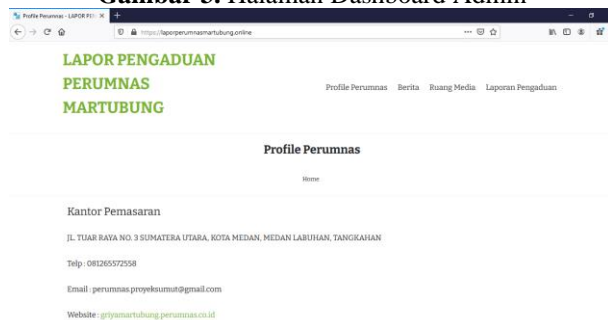 Gambar 3. Halaman Dashboard Admin
Profile Perumnas - LAPOR PE
https://laporperumnasmartubung.online
LAPOR PENGADUAN
PERUMNAS
MARTUBUNG
Profile Perumnas Berita Ruang Media Laporan Pengaduan
Profile Perumnas
Home
Kantor Pemasaran
JL. TUAR RAYA NO. 3 SUMATERA UTARA, KOTA MEDAN, MEDAN LABUHAN, TANGKAHAN
Telp : 081265572558
Email : perumnas.proyeksumut@gmail.com
Website : griyamartubung.perumnas.co.id